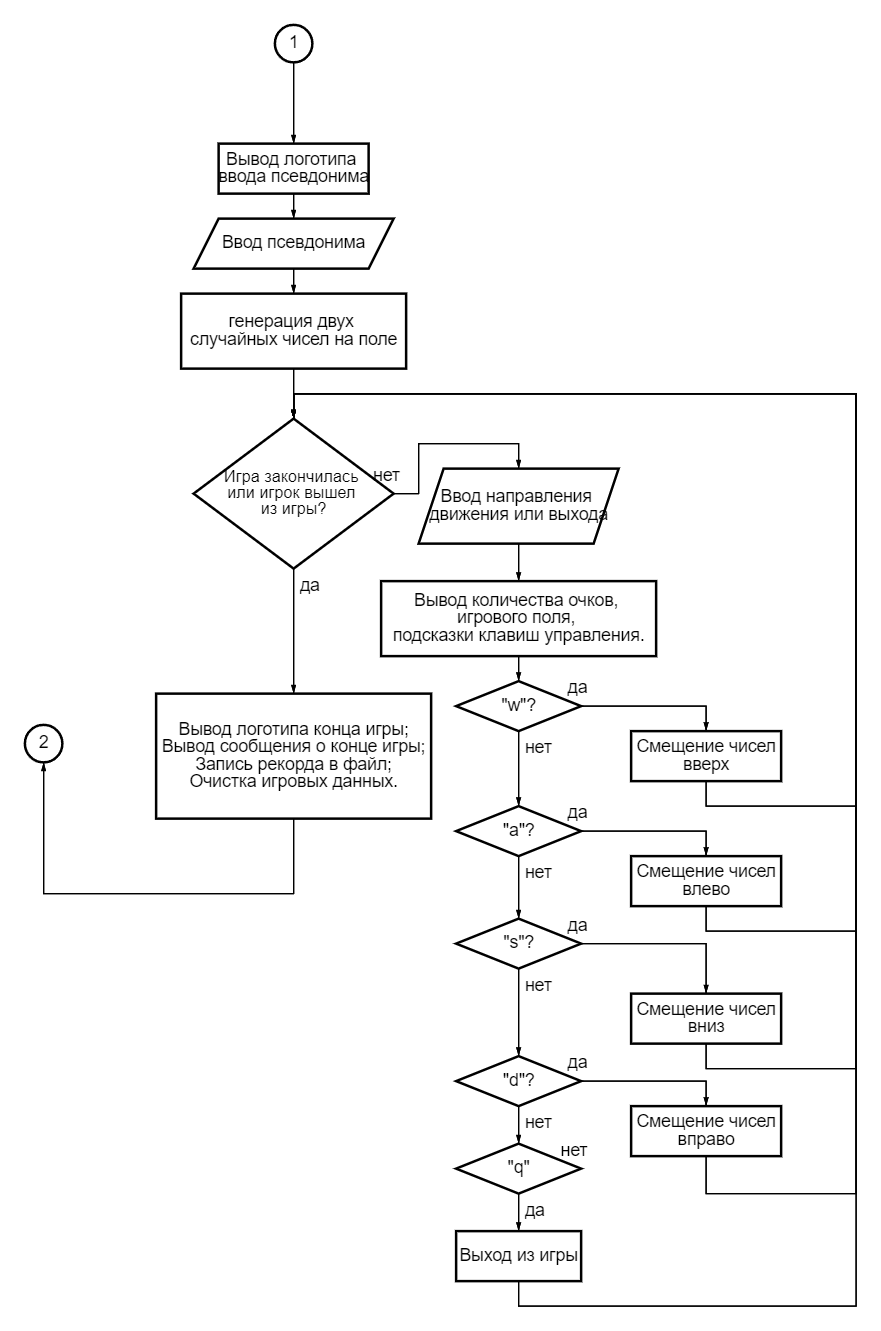 1
Вывод логотипа
ввода псевдонима
Ввод псевдонима
генерация двух
случайных чисел на поле
Игра закончилась
или игрок вышел
из игры?
нет
Ввод направления
движения или выхода
да
Вывод количества очков,
игрового поля,
подсказки клавиш управления.
"w"?
да
нет
Смещение чисел
вверх
Вывод логотипа конца игры;
Вывод сообщения о конце игры;
Запись рекорда в файл;
Очистка игровых данных.
2
"a"?
да
нет
Смещение чисел
влево
"s"?
да
нет
Смещение чисел
вниз
"d"?
да
нет
Смещение чисел
вправо
"q"
нет
да
Выход из игры